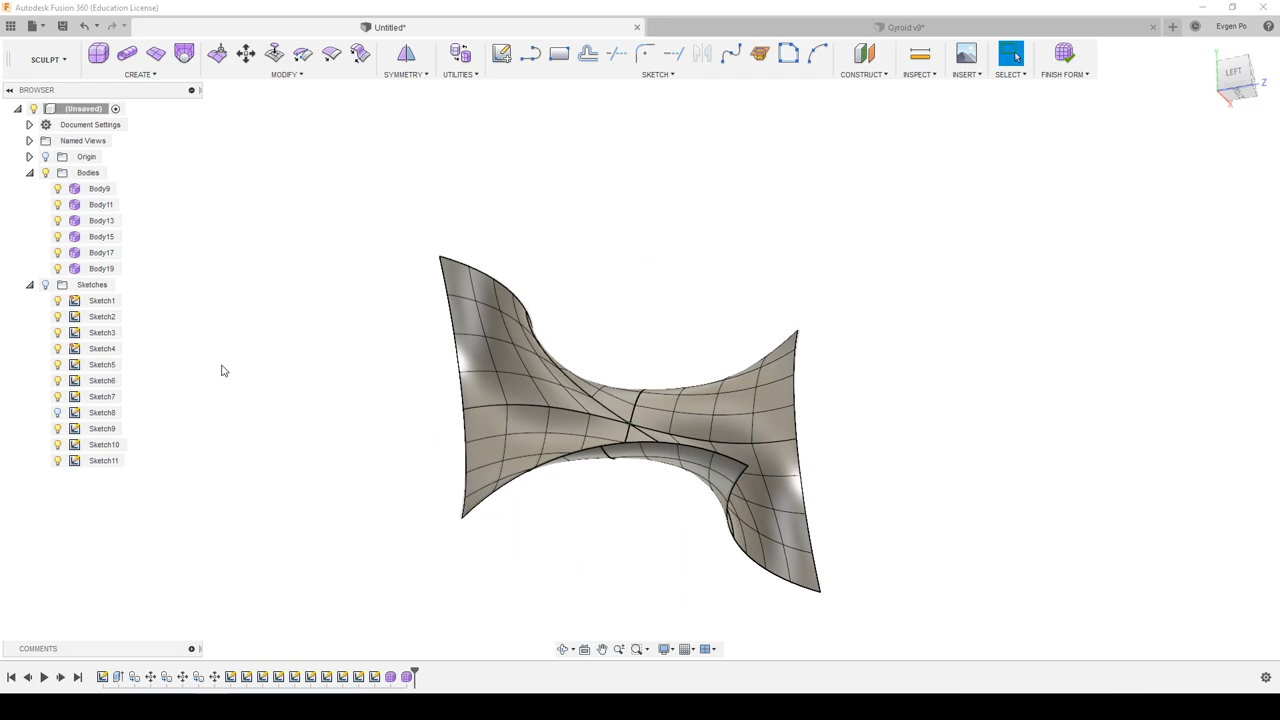 Autodesk Fusion 360 (Education License)
Untitled*
Gyroid v9*
Evgen Po
SCULPT
CREATE
MODIFY
SYMMETRY
UTILITIES
SKETCH
CONSTRUCT
INSPECT
INSERT
SELECT
FINISH FORM
BROWSER
(Unsaved)
Document Settings
Named Views
Origin
Bodies
Body9
Body11
Body13
Body15
Body17
Body19
Sketches
Sketch1
Sketch2
Sketch3
Sketch4
Sketch5
Sketch6
Sketch7
Sketch8
Sketch9
Sketch10
Sketch11
Y
LEFT
Z
X
COMMENTS